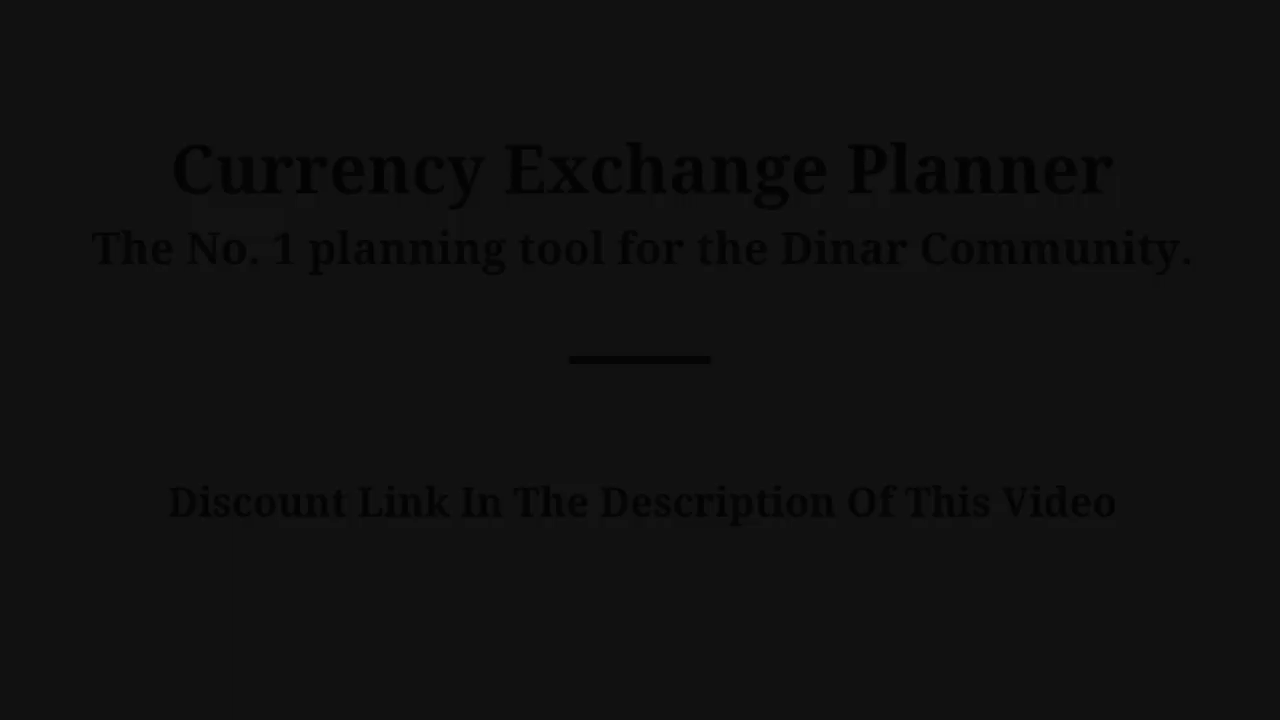 Currency Exchange Planner
The No. 1 planning tool for the Dinar Community.
Discount Link In The Description Of This Video